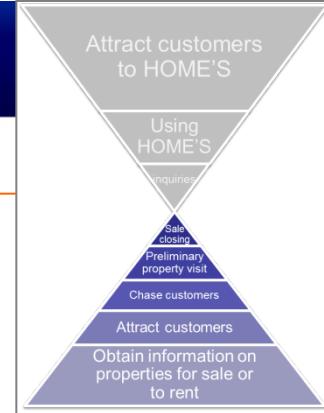 Attract customers
to HOME'S
Using
HOME'S
inquiries
Sale
closing
Preliminary
property visit
Chase customers
Attract customers
Obtain information on
properties for sale or
to rent